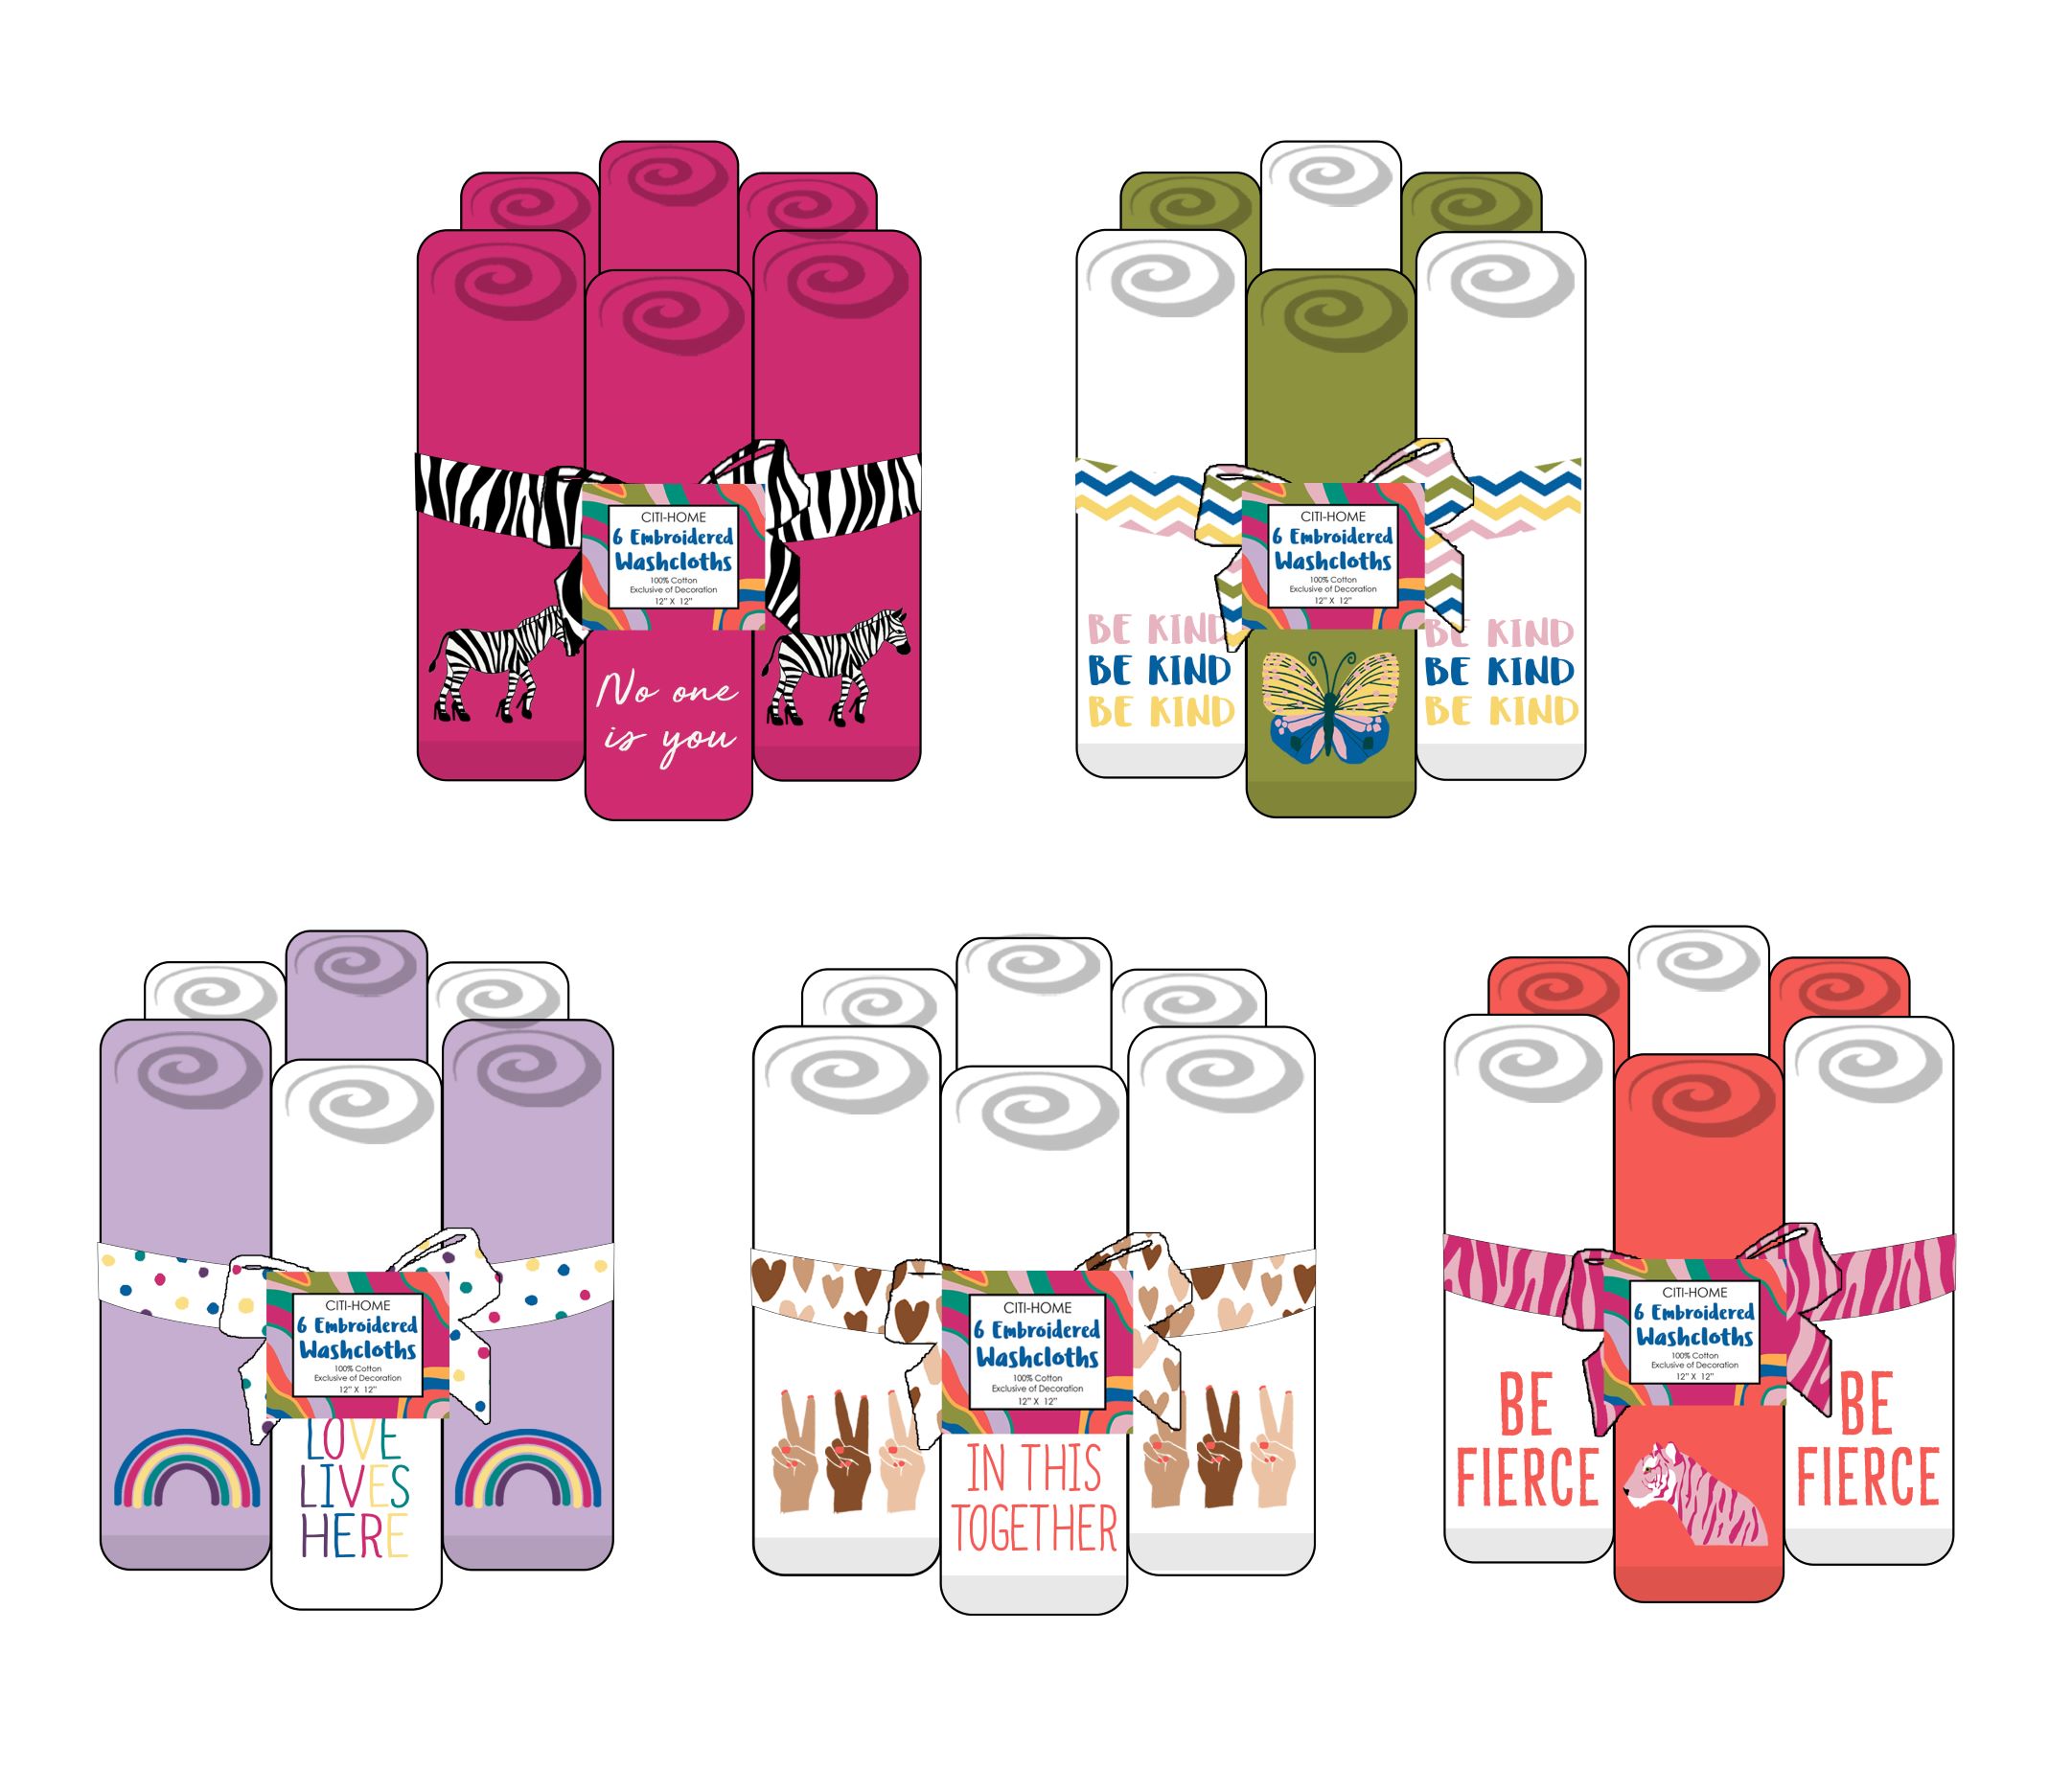 CITI-HOME
6 Embroidered
Washcloths
100% Cotton
Exclusive of Decoration
12" X 12"
No one
is you
CITI-HOME
6 Embroidered
Washcloths
100% Cotton
Exclusive of Decoration
12" X 12"
BE KIND
BE KIND
BE KIND
BE KIND
BE KIND
BE KIND
CITI-HOME
6 Embroidered
Washcloths
100% Cotton
Exclusive of Decoration
12" X 12"
LOVE
LIVES
HERE
CITI-HOME
6 Embroidered
Washcloths
100% Cotton
Exclusive of Decoration
12" X 12"
IN THIS
TOGETHER
CITI-HOME
6 Embroidered
Washcloths
100% Cotton
Exclusive of Decoration
12" X 12"
BE
FIERCE
BE
FIERCE